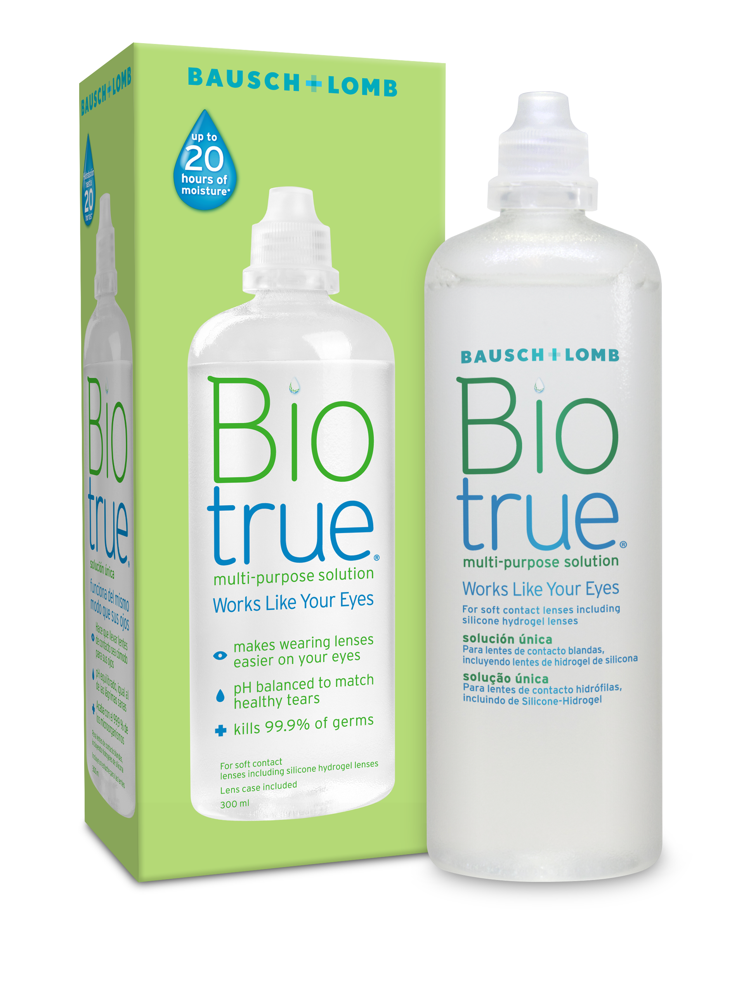 BAUSCH+LOMB
Hidratación
hasta
20
horas*
Bio
true®
solución única
funciona del mismo
modo que sus ojos
Hace que llevar lentes
de contacto sea cómodo
para sus ojos
pH equilibrado, igual al
de las lágrimas sanas
Acaba con el 99,9 % de
los microorganismos
Para lentes de contacto blandas,
incluyendo hidrogeles de silicona
Incluye un estuche para las lentes
300 ml
BAUSCH+LOMB
up to
20
hours of
moisture*
Bio
true®
multi-purpose solution
Works Like Your Eyes
makes wearing lenses
easier on your eyes
pH balanced to match
healthy tears
kills 99.9% of germs
For soft contact
lenses including silicone hydrogel lenses
Lens case included
300 ml
BAUSCH+LOMB
Bio
true®
multi-purpose solution
Works Like Your Eyes
For soft contact lenses including
silicone hydrogel lenses
solución única
Para lentes de contacto blandas,
incluyendo lentes de hidrogel de silicona
solução única
Para lentes de contacto hidrófilas,
incluindo de Silicone-Hidrogel